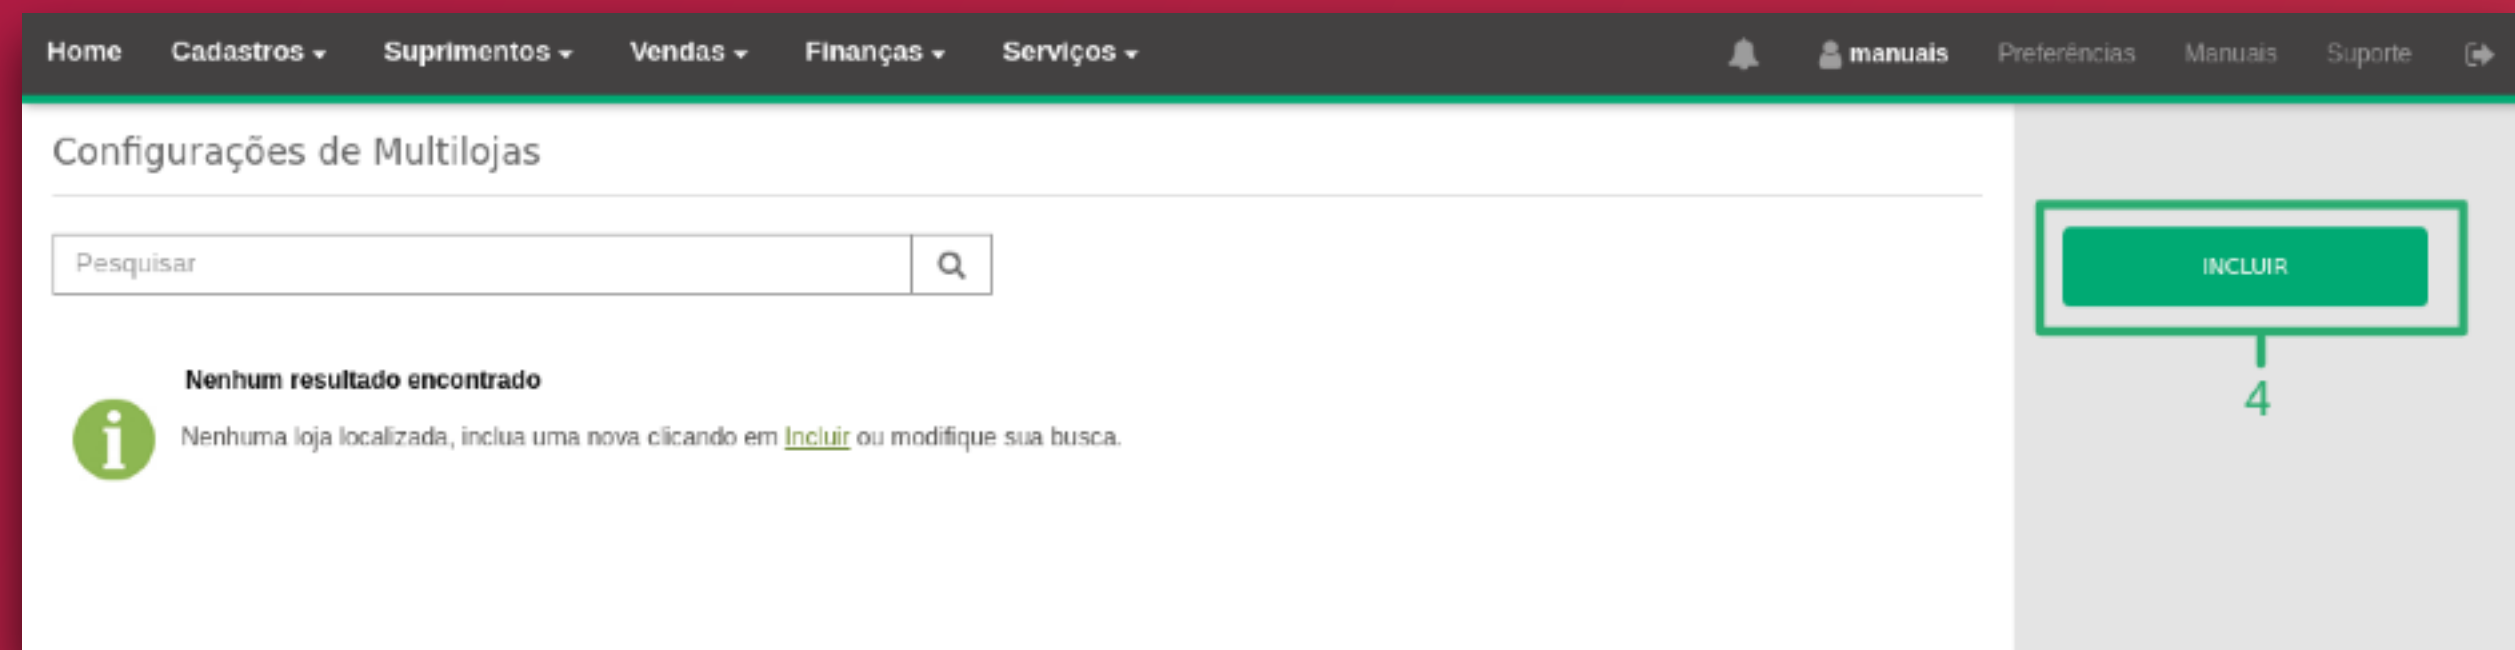 Home Cadastros Suprimentos Vendas Finanças Serviços manuais Preferências Manuais Suporte
Configurações de Multilojas
Pesquisar
INCLUIR
4
Nenhum resultado encontrado
Nenhuma loja localizada, inclua uma nova clicando em Incluir ou modifique sua busca.